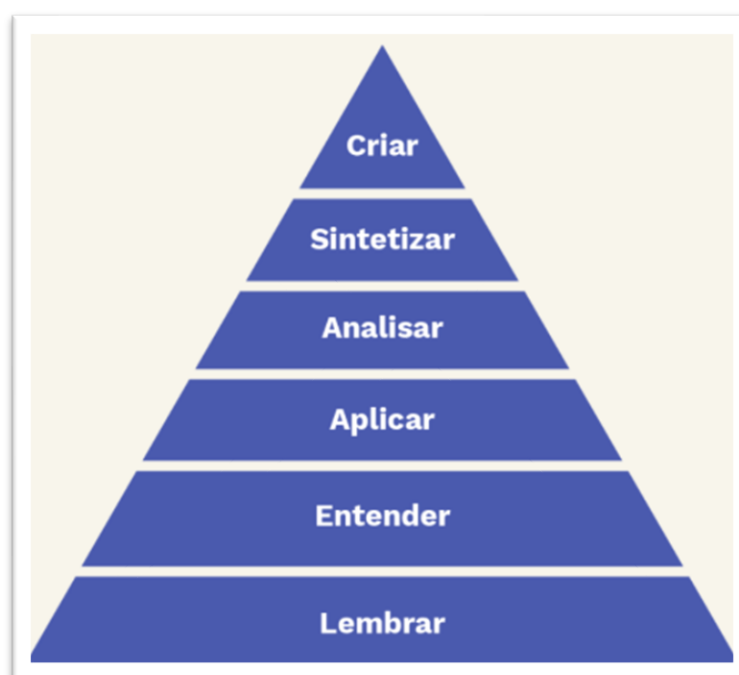 Criar
Sintetizar
Analisar
Aplicar
Entender
Lembrar